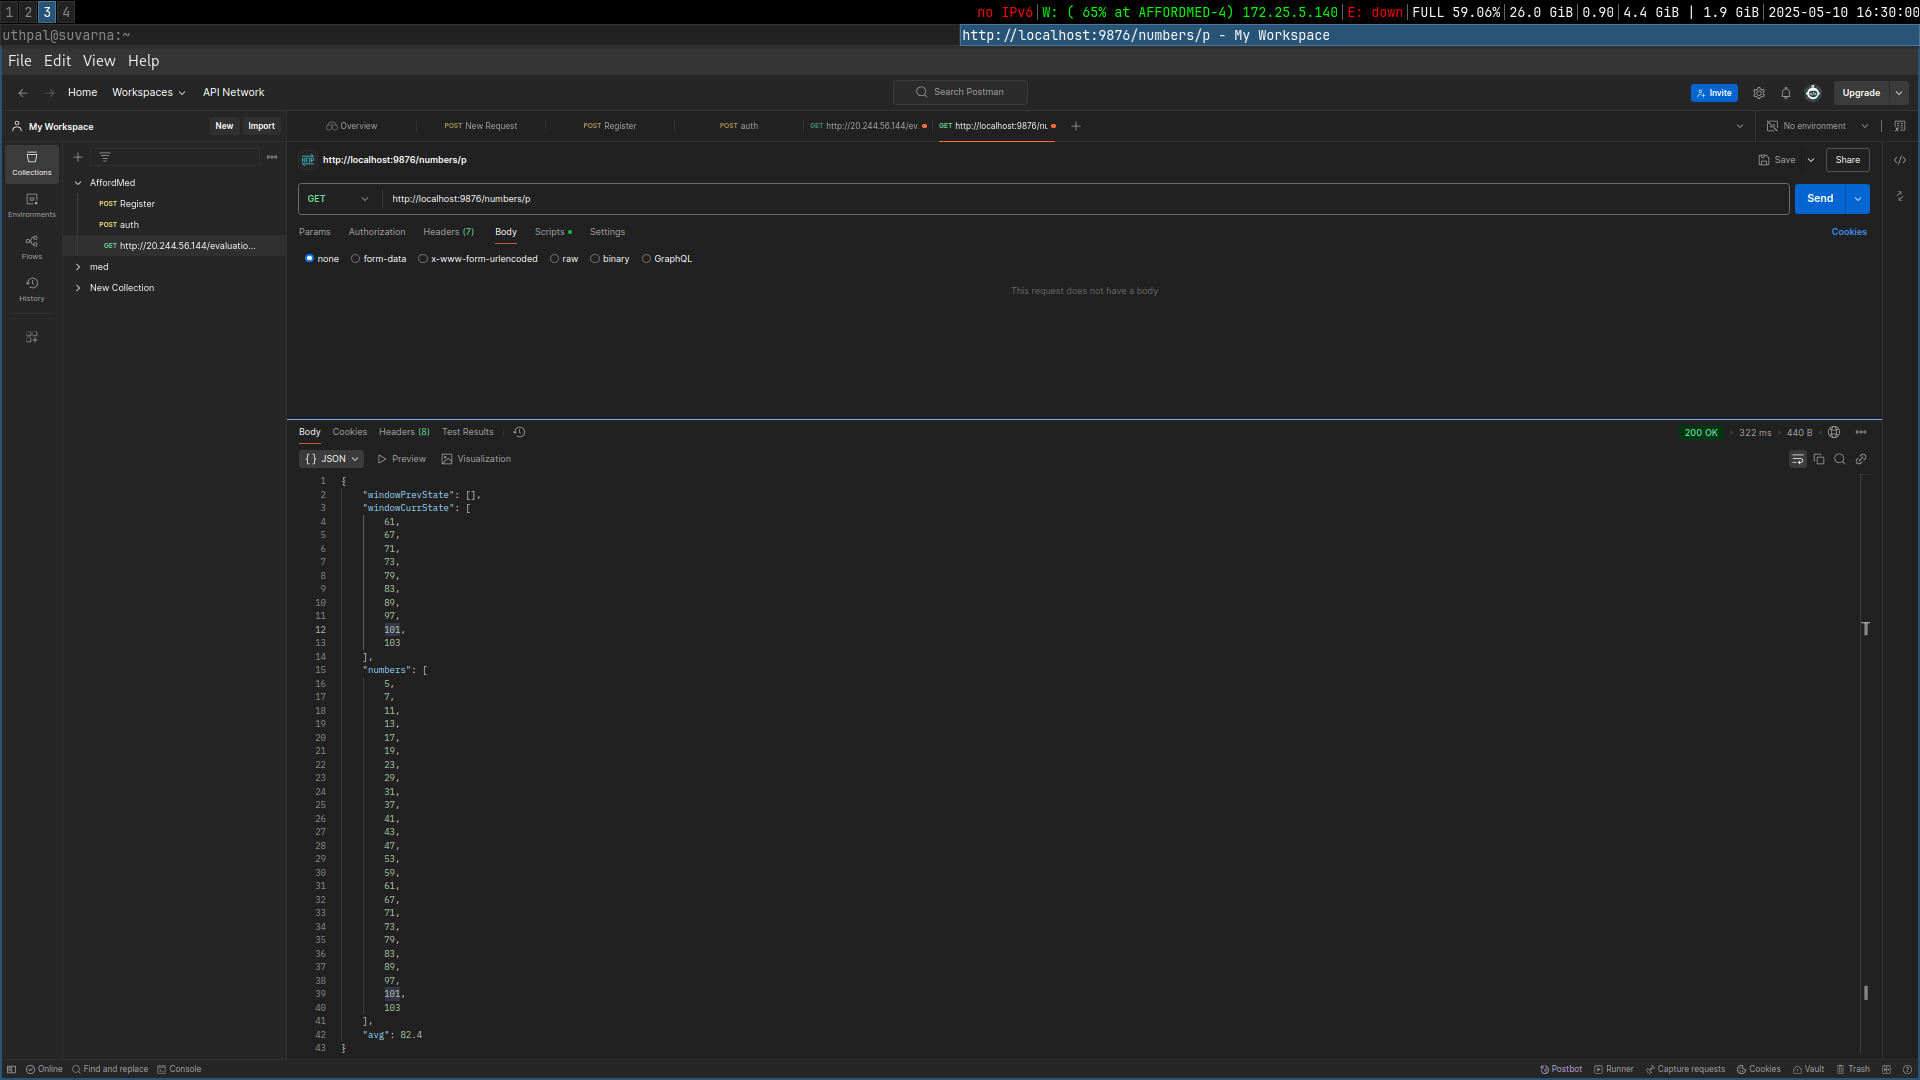 1 2 3 4
no IPv6|W: ( 65% at AFFORDMED-4) 172.25.5.140|E: down|FULL 59.06%|26.0 GiB|0.90|4.4 GiB | 1.9 GiB|2025-05-10 16:30:00
uthpal@suvarna:~
http://localhost:9876/numbers/p - My Workspace
File Edit View Help
Home Workspaces API Network
Search Postman
Invite
Upgrade
My Workspace
New Import
Overview
POST New Request
POST Register
POST auth
GET http://20.244.56.144/ev
GET http://localhost:9876/nu
No environment
Collections
Environments
Flows
History
AffordMed
POST Register
POST auth
GET http://20.244.56.144/evaluatio...
med
New Collection
HTTP http://localhost:9876/numbers/p
Save
Share
GET http://localhost:9876/numbers/p
Send
Params Authorization Headers (7) Body Scripts Settings
Cookies
none form-data x-www-form-urlencoded raw binary GraphQL
This request does not have a body
Body Cookies Headers (8) Test Results
200 OK • 322 ms • 440 B
{ } JSON Preview Visualization
1 {
2 "windowPrevState": [],
3 "windowCurrState": [
4 61,
5 67,
6 71,
7 73,
8 79,
9 83,
10 89,
11 97,
12 101,
13 103
14 ],
15 "numbers": [
16 5,
17 7,
18 11,
19 13,
20 17,
21 19,
22 23,
23 29,
24 31,
25 37,
26 41,
27 43,
28 47,
29 53,
30 59,
31 61,
32 67,
33 71,
34 73,
35 79,
36 83,
37 89,
38 97,
39 101,
40 103
41 ],
42 "avg": 82.4
43 }
Online Find and replace Console
Postbot Runner Capture requests Cookies Vault Trash